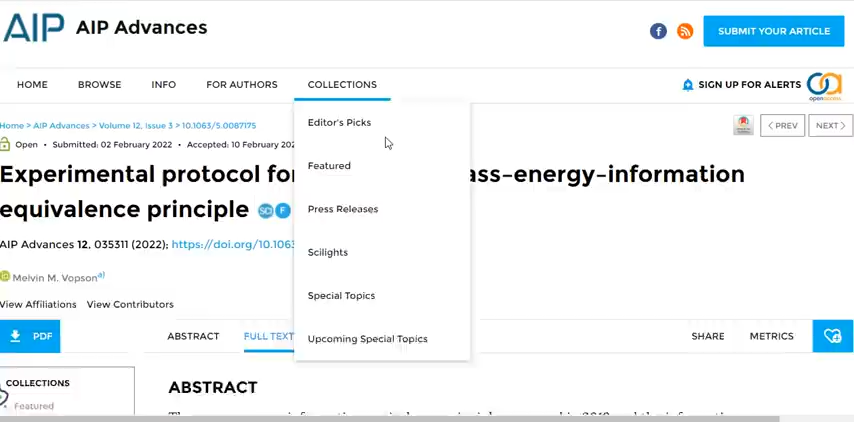 AIP AIP Advances
f SUBMIT YOUR ARTICLE
HOME BROWSE INFO FOR AUTHORS COLLECTIONS SIGN UP FOR ALERTS
openaccess
Editor's Picks
Featured
Press Releases
Scilights
Special Topics
Upcoming Special Topics
Home > AIP Advances > Volume 12, Issue 3 > 10.1063/5.0087175
< PREV NEXT >
Open • Submitted: 02 February 2022 • Accepted: 10 February
Experimental protocol for ass–energy–information
equivalence principle SCI F
AIP Advances 12, 035311 (2022); https://doi.org/10.1063
iD Melvin M. Vopson a)
View Affiliations View Contributors
PDF ABSTRACT FULL TEXT SHARE METRICS
COLLECTIONS
ABSTRACT
• Featured